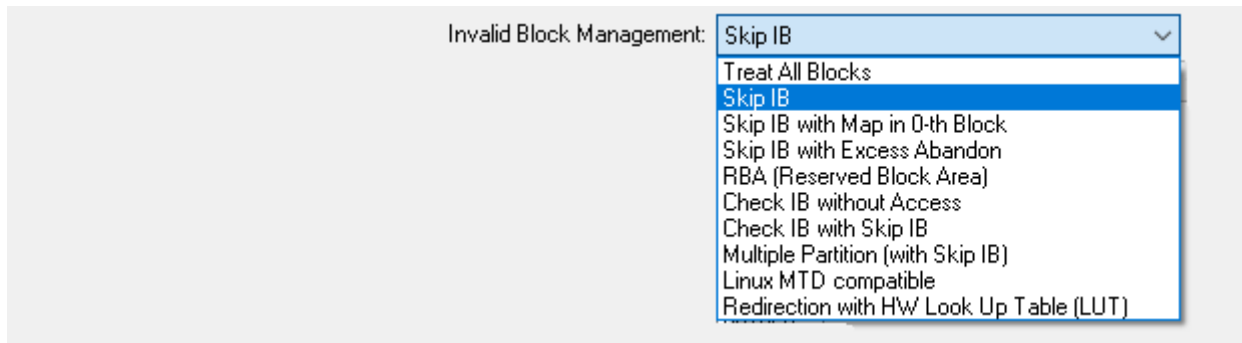 Invalid Block Management: Skip IB
Treat All Blocks
Skip IB
Skip IB with Map in 0-th Block
Skip IB with Excess Abandon
RBA (Reserved Block Area)
Check IB without Access
Check IB with Skip IB
Multiple Partition (with Skip IB)
Linux MTD compatible
Redirection with HW Look Up Table (LUT)